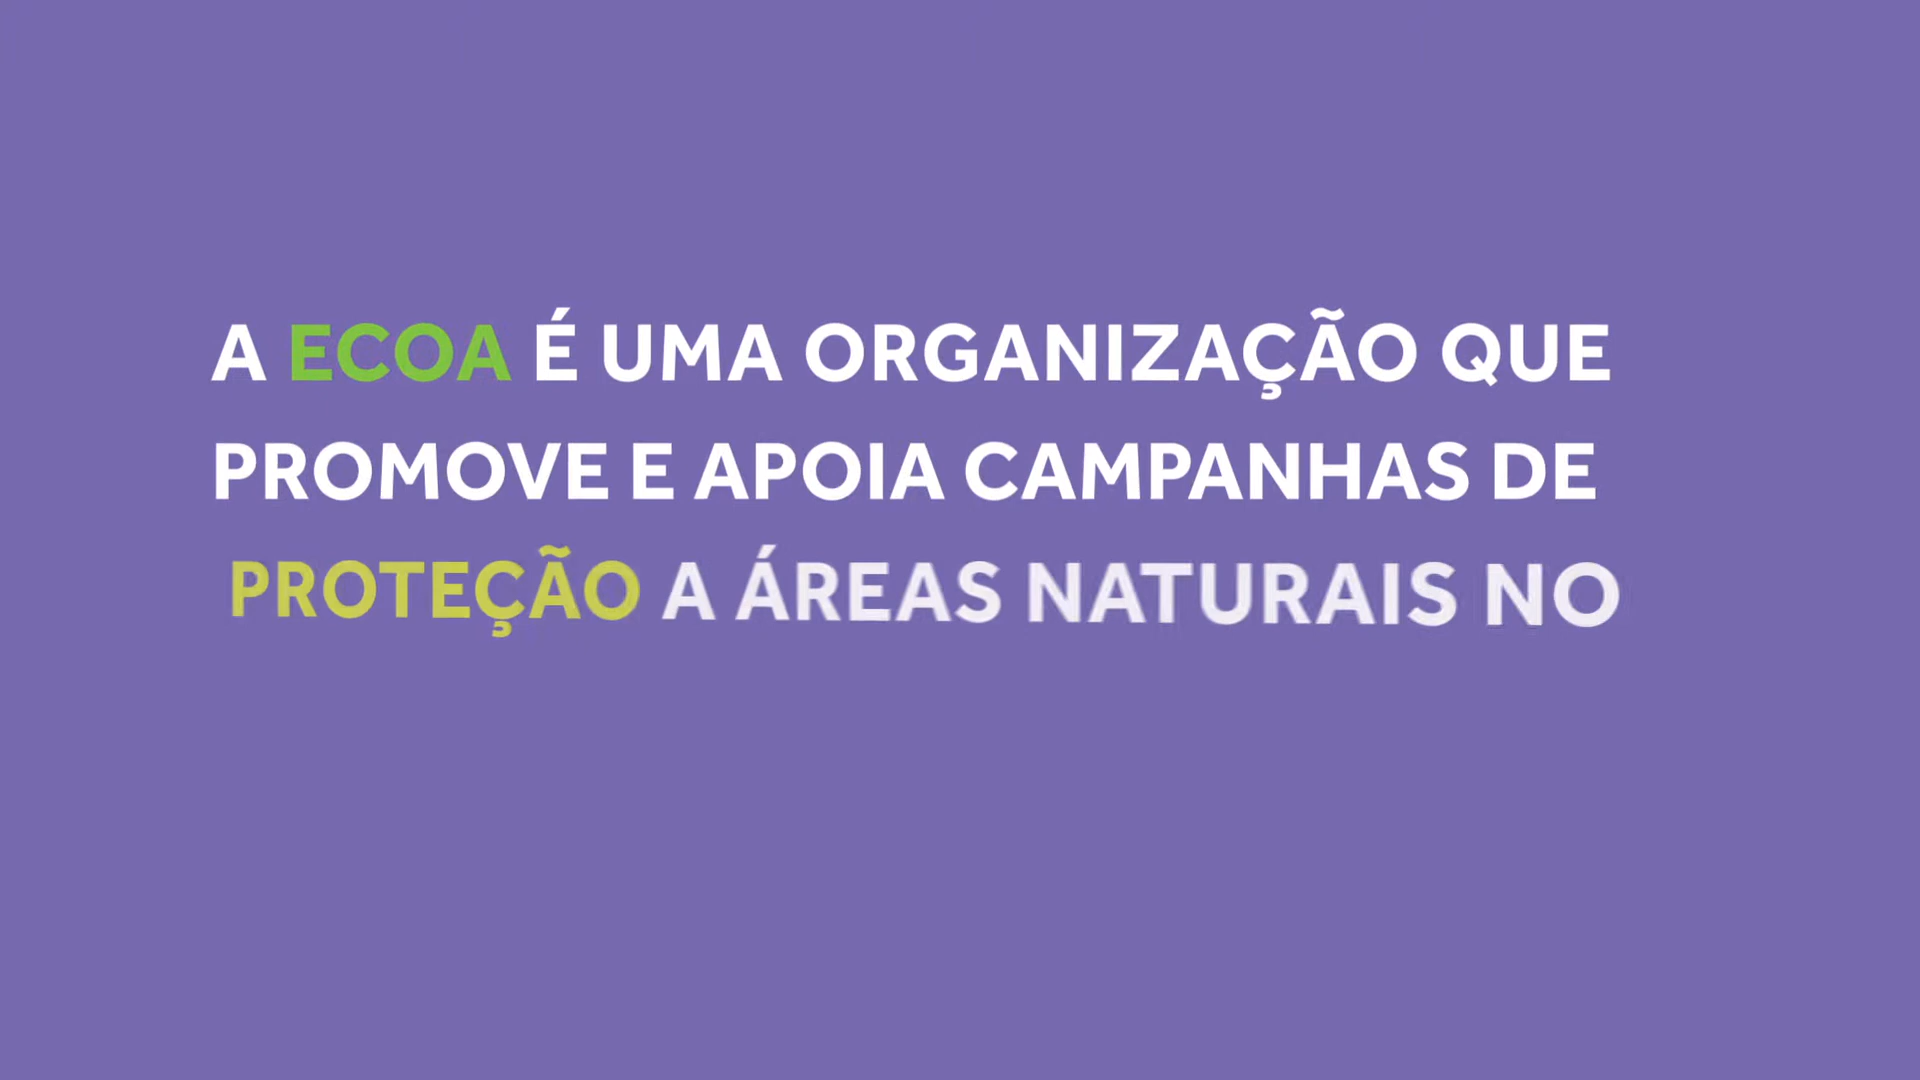 A ECOA É UMA ORGANIZAÇÃO QUE
PROMOVE E APOIA CAMPANHAS DE
PROTEÇÃO A ÁREAS NATURAIS NO